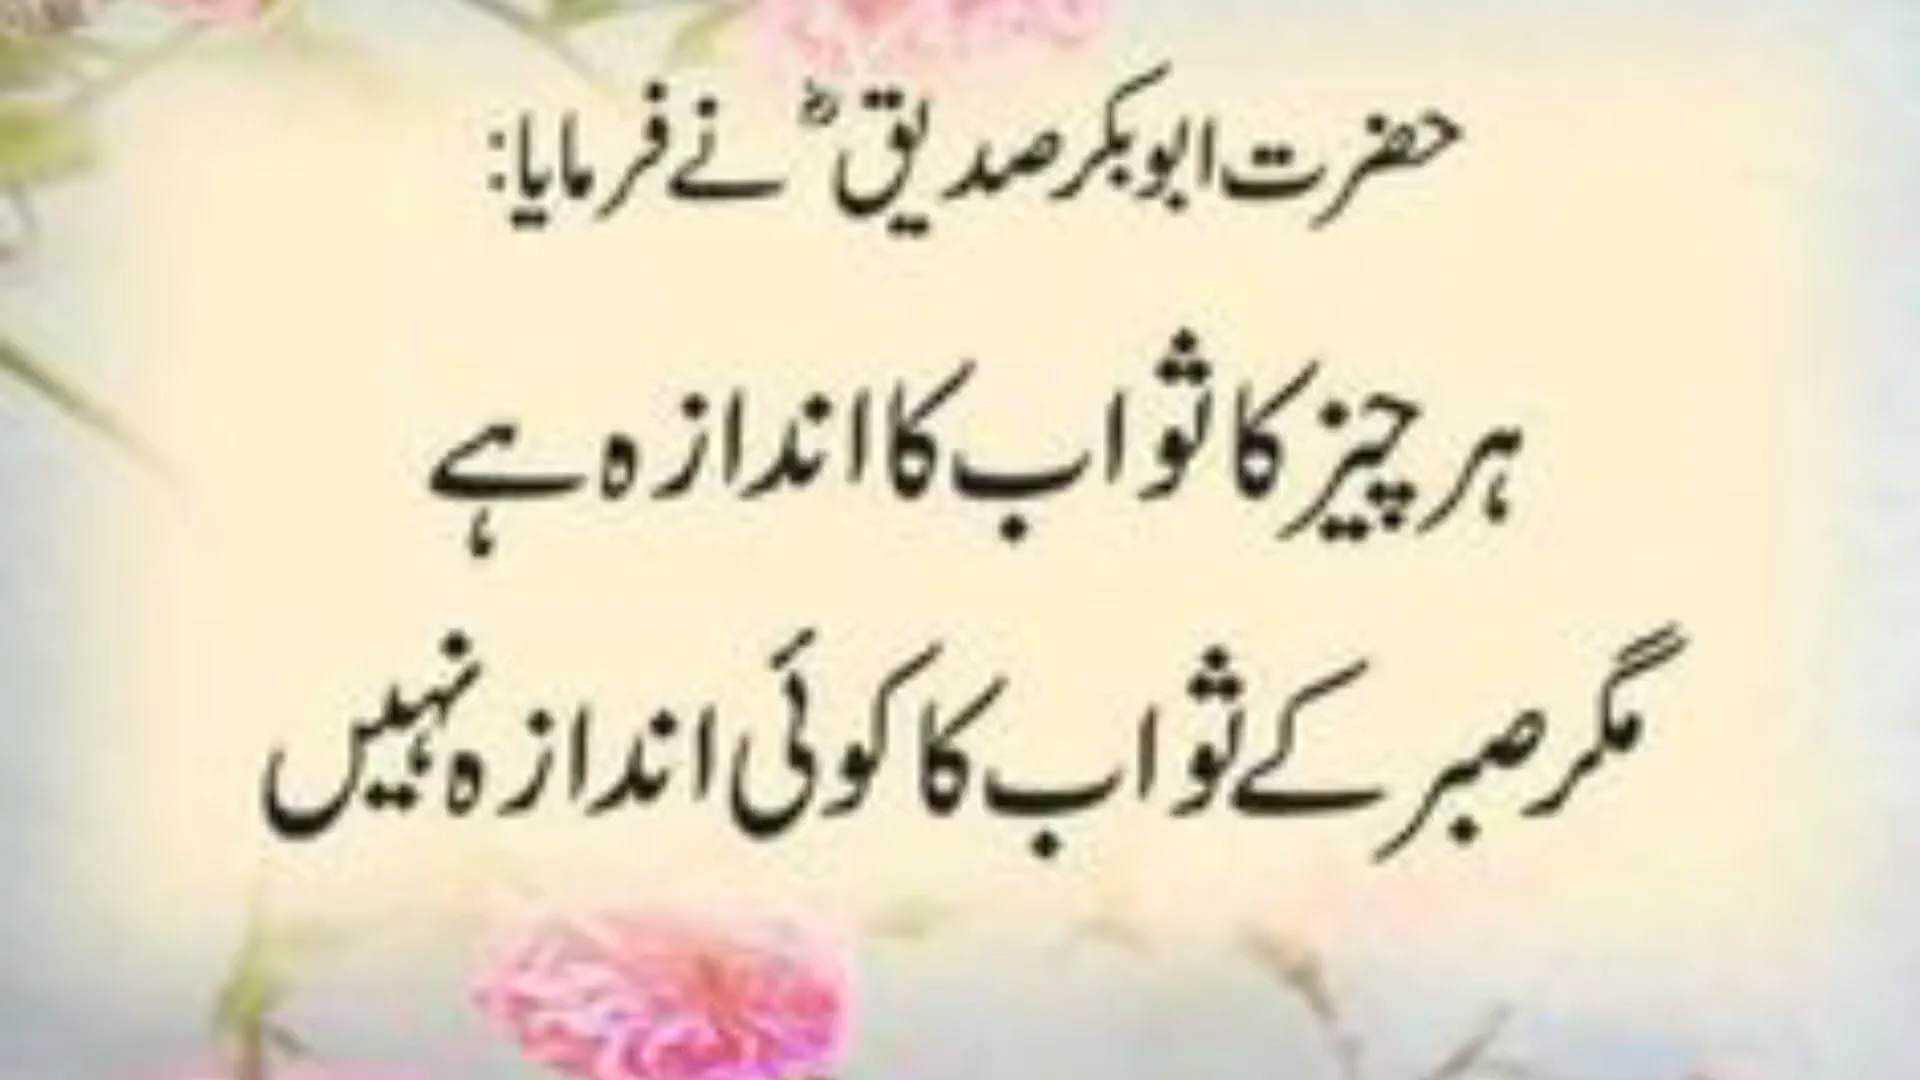 حضرت ابوبکر صدیقؓ نے فرمایا:
ہر چیز کا ثواب کا اندازہ ہے
مگر صبر کے ثواب کا کوئی اندازہ نہیں